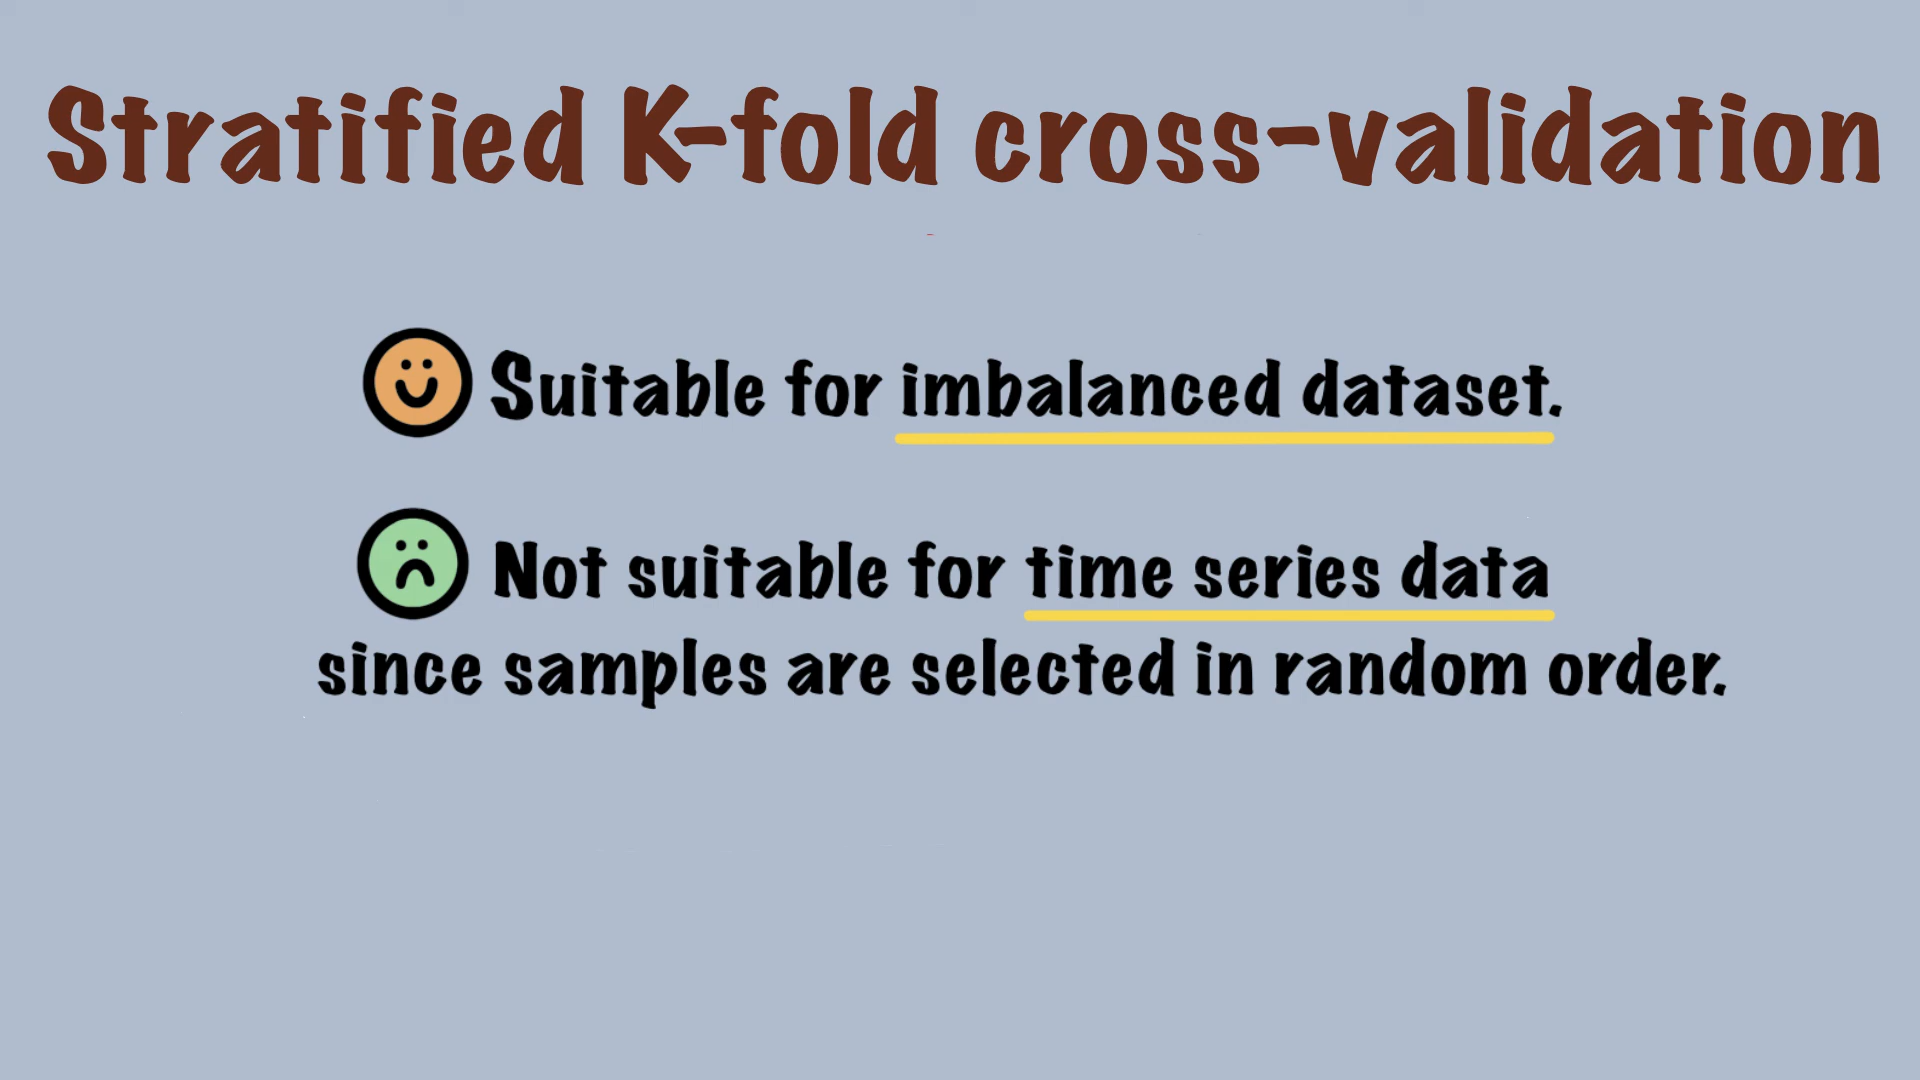 Stratified K-fold cross-validation
Suitable for imbalanced dataset.
Not suitable for time series data
since samples are selected in random order.